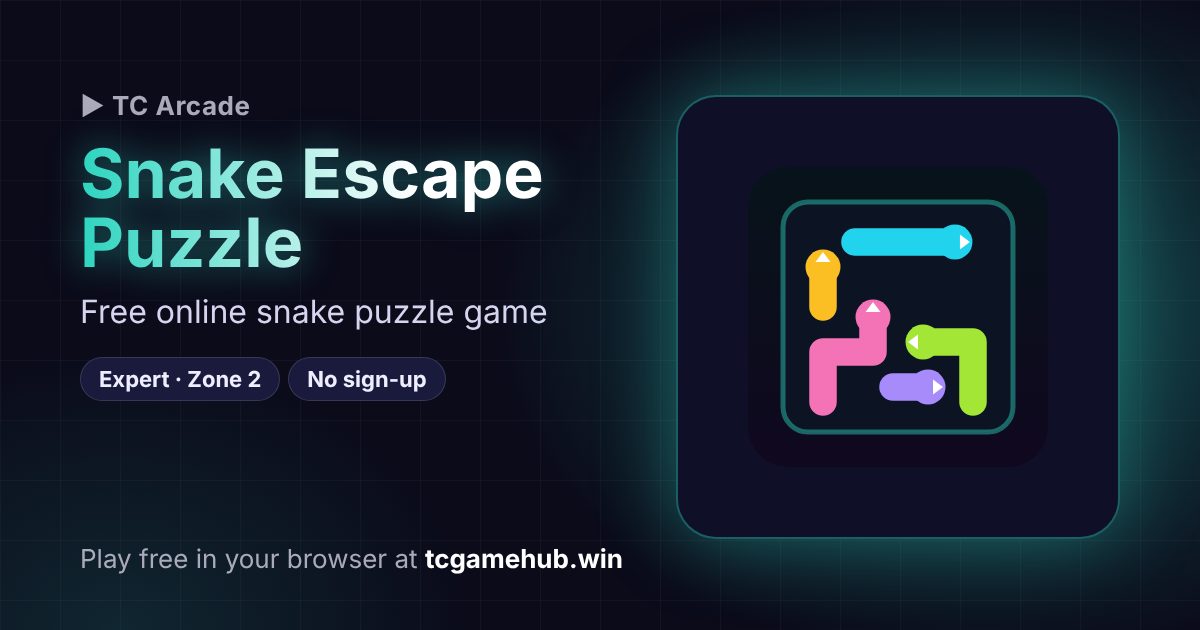 ▶ TC Arcade
Snake Escape
Puzzle
Free online snake puzzle game
Expert · Zone 2
No sign-up
Play free in your browser at tcgamehub.win